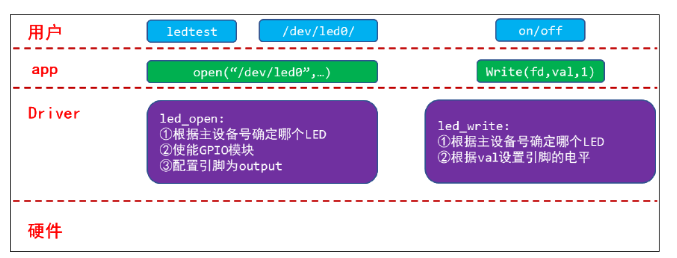 用户
ledtest
/dev/led0/
on/off
app
open(“/dev/led0”,…)
Write(fd,val,1)
Driver
led_open:
①根据主设备号确定哪个LED
②使能GPIO模块
③配置引脚为output
led_write:
①根据主设备号确定哪个LED
②根据val设置引脚的电平
硬件